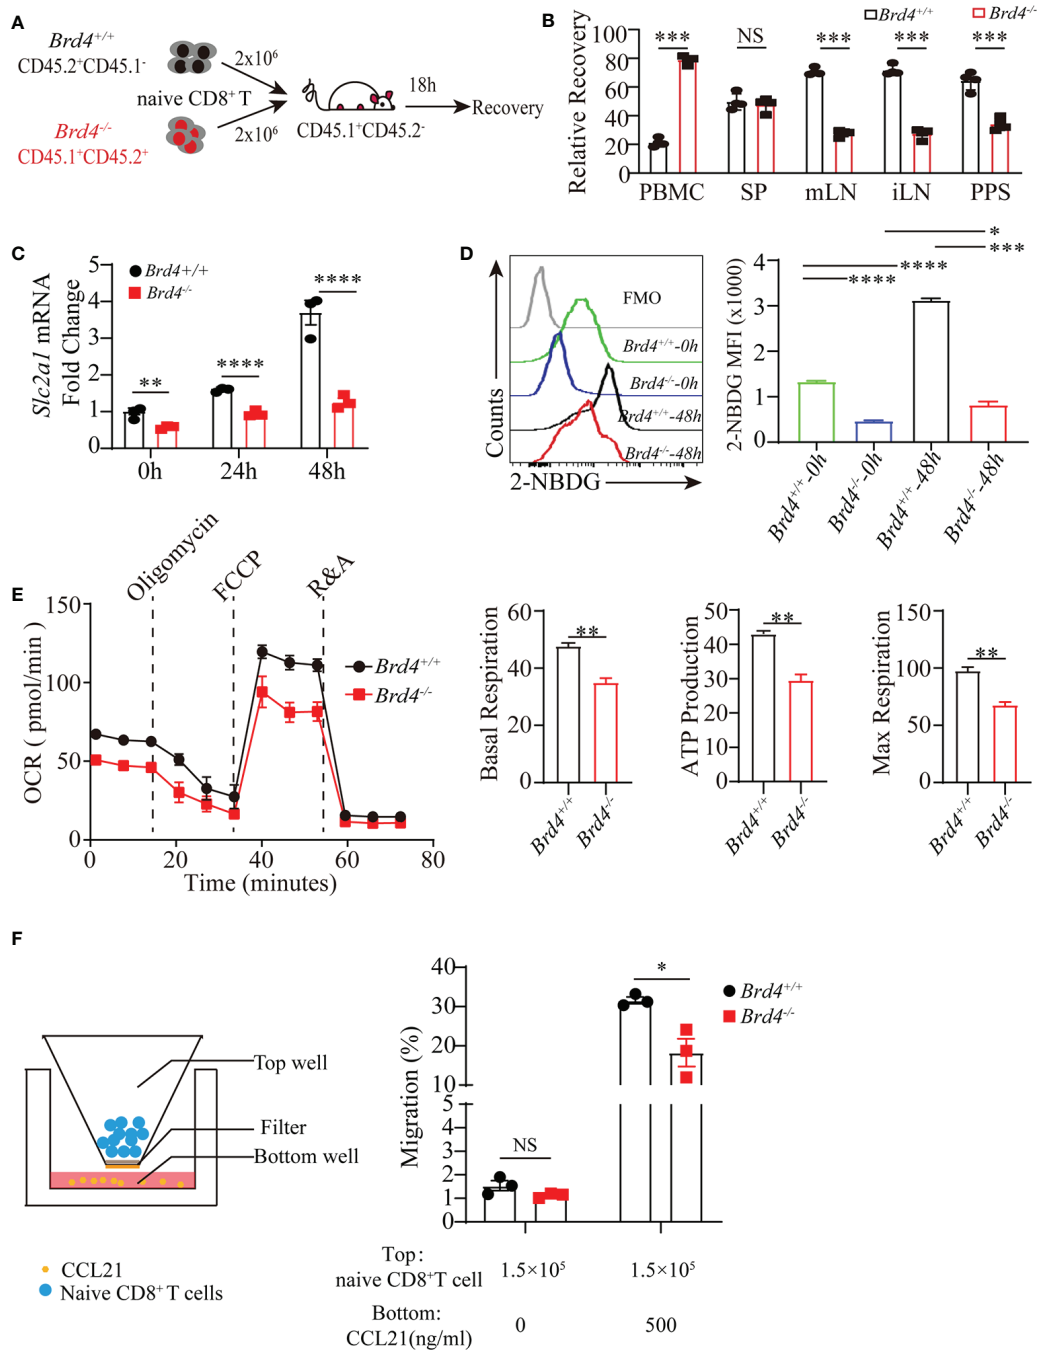 A
Brd4+/+
CD45.2+CD45.1-
naive CD8+ T
Brd4-/-
CD45.1+CD45.2+
2x10⁶
2x10⁶
CD45.1+CD45.2-
18h
Recovery
B
Brd4+/+
Brd4-/-
Relative Recovery
100
80
60
40
20
0
***
NS
***
***
***
PBMC
SP
mLN
iLN
PPS
C
Slc2a1 mRNA
Fold Change
5
4
3
2
1
0
Brd4+/+
Brd4-/-
**
****
****
0h
24h
48h
D
Counts
FMO
Brd4+/+-0h
Brd4-/--0h
Brd4+/+-48h
Brd4-/--48h
2-NBDG
2-NBDG MFI (x1000)
4
3
2
1
0
*
***
****
****
Brd4+/+-0h
Brd4-/--0h
Brd4+/+-48h
Brd4-/--48h
E
Oligomycin
FCCP
R&A
OCR ( pmol/min )
150
100
50
0
0
20
40
60
80
Time (minutes)
Brd4+/+
Brd4-/-
Basal Respiration
60
40
20
0
**
Brd4+/+
Brd4-/-
ATP Production
50
40
30
20
10
0
**
Brd4+/+
Brd4-/-
Max Respiration
150
100
50
0
**
Brd4+/+
Brd4-/-
F
Top well
Filter
Bottom well
CCL21
Naive CD8+ T cells
Migration (%)
40
30
20
10
5
4
3
2
1
0
NS
*
Brd4+/+
Brd4-/-
Top:
naive CD8+T cell
1.5×10⁵
1.5×10⁵
Bottom:
CCL21(ng/ml)
0
500